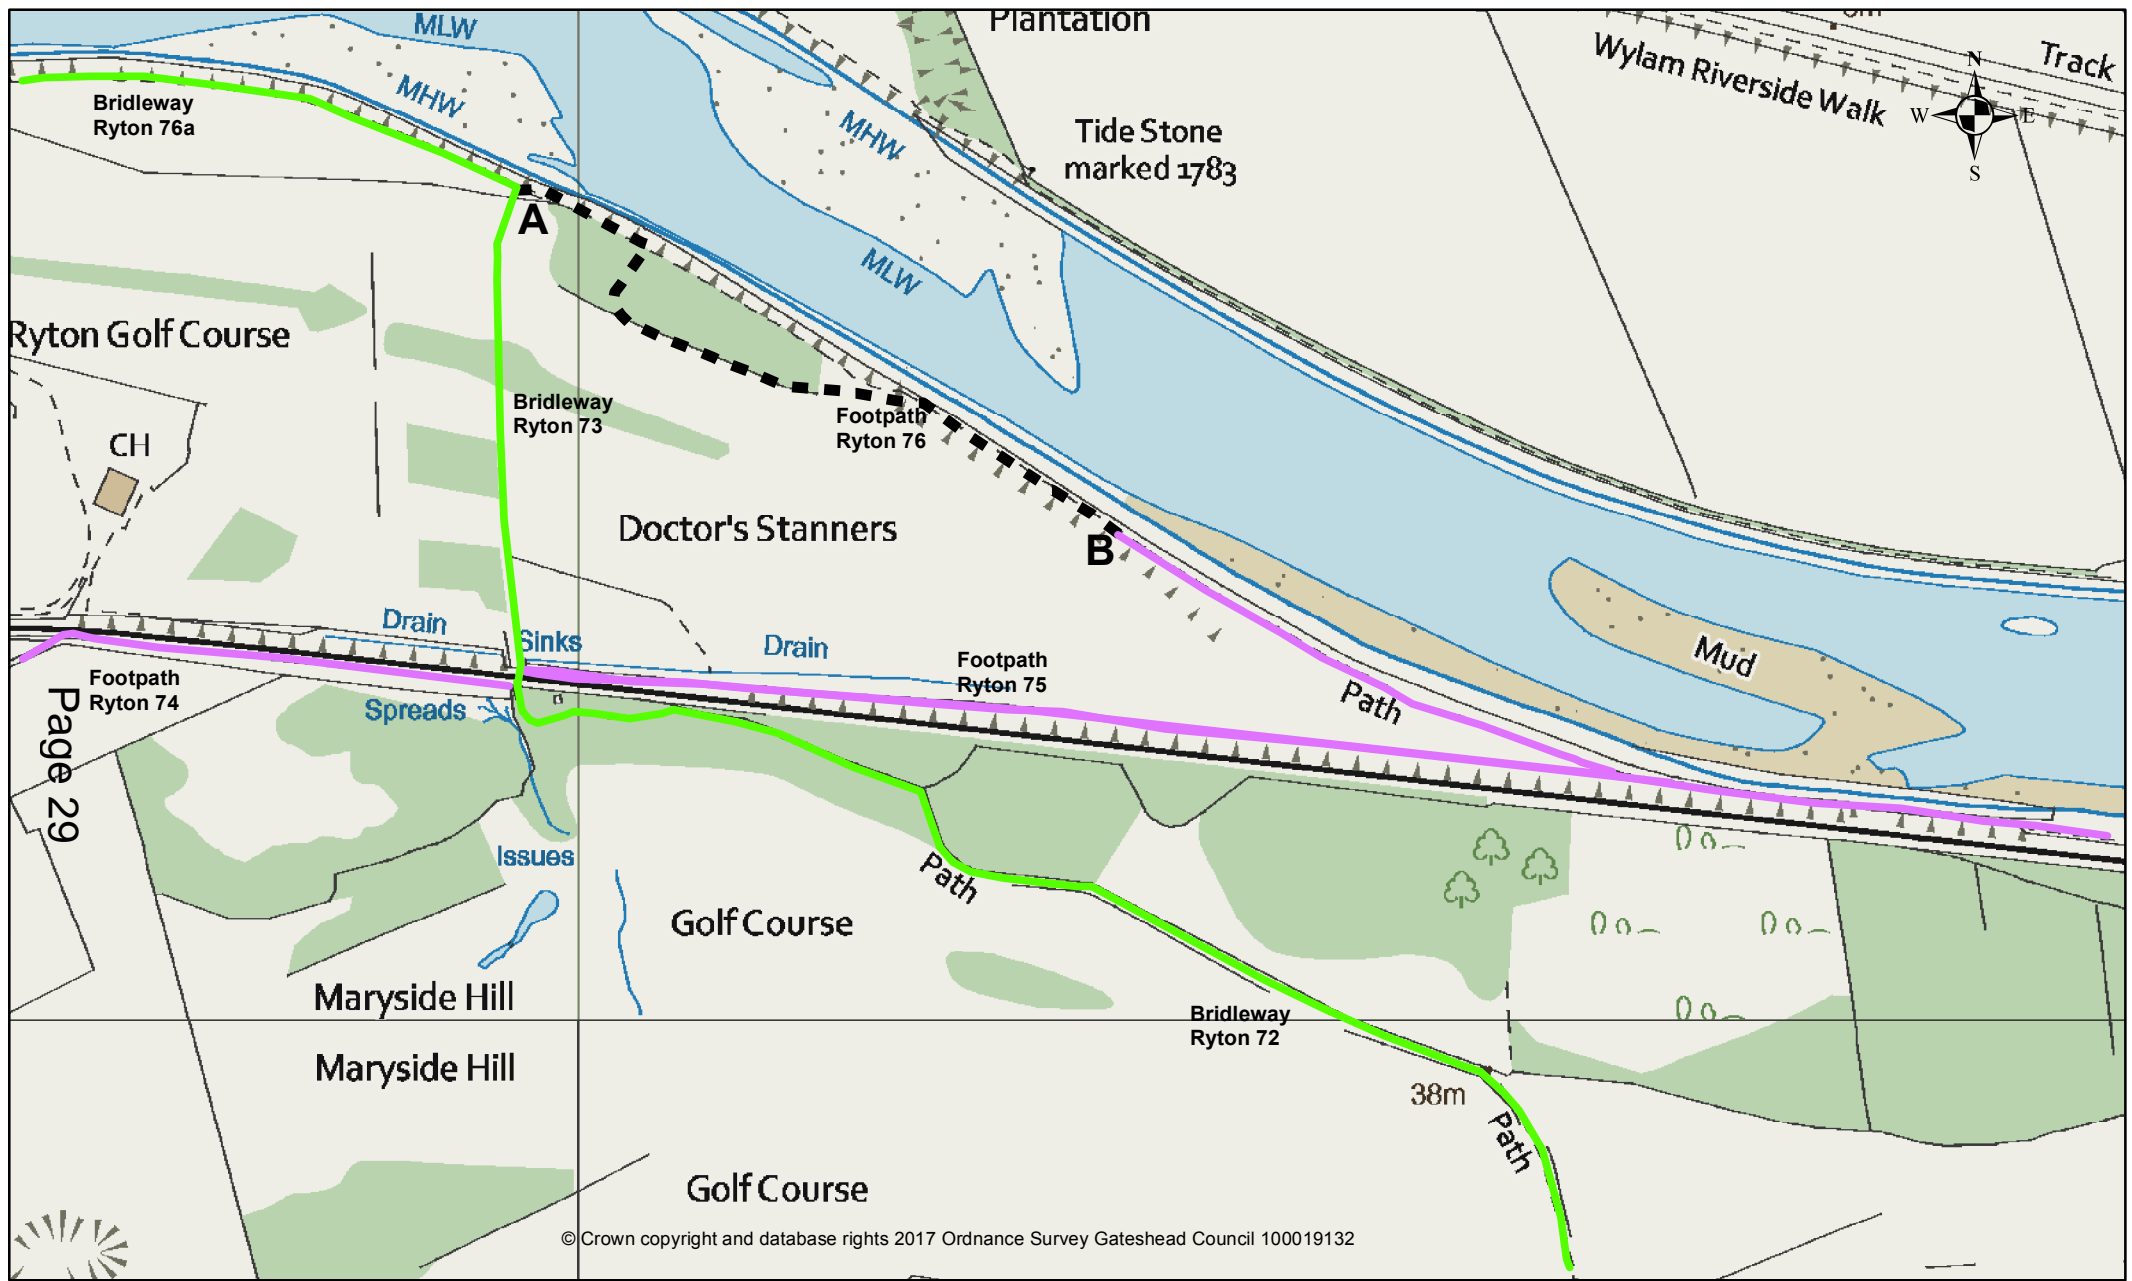 MLW
Plantation
Wylam Riverside Walk
Track
N
W
E
S
MHW
Bridleway
Ryton 76a
MHW
Tide Stone
marked 1783
A
MLW
Ryton Golf Course
Bridleway
Ryton 73
Footpath
Ryton 76
CH
Doctor's Stanners
B
Drain
Sinks
Drain
Footpath
Ryton 75
Mud
Footpath
Ryton 74
Path
Spreads
Page 29
Issues
Path
Golf Course
Maryside Hill
Bridleway
Ryton 72
Maryside Hill
38m
Path
Golf Course
© Crown copyright and database rights 2017 Ordnance Survey Gateshead Council 100019132